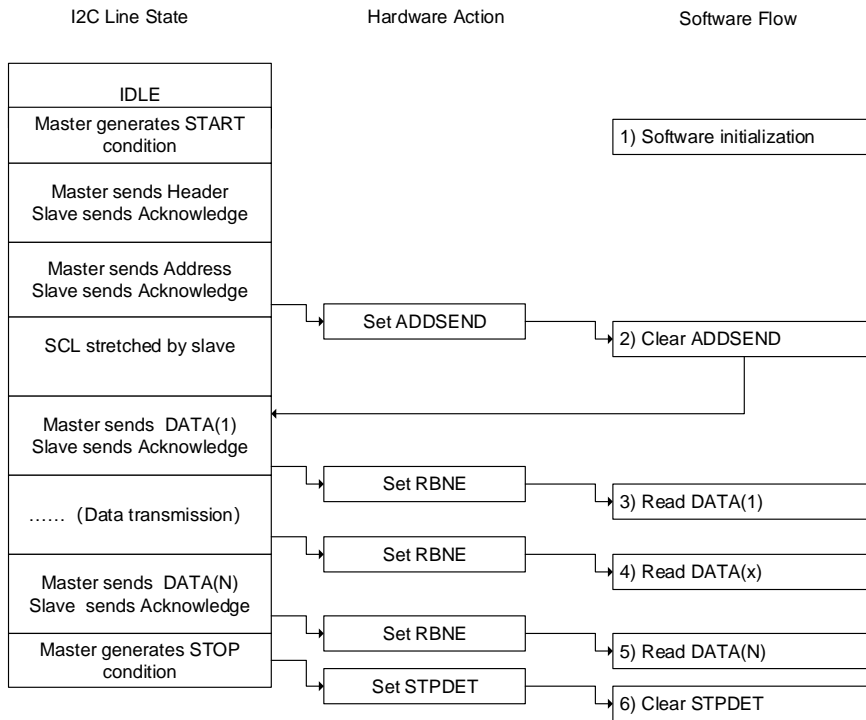 I2C Line State
Hardware Action
Software Flow
IDLE
Master generates START
condition
1) Software initialization
Master sends Header
Slave sends Acknowledge
Master sends Address
Slave sends Acknowledge
Set ADDSEND
2) Clear ADDSEND
SCL stretched by slave
Master sends DATA(1)
Slave sends Acknowledge
Set RBNE
3) Read DATA(1)
…… (Data transmission)
Set RBNE
4) Read DATA(x)
Master sends DATA(N)
Slave sends Acknowledge
Set RBNE
5) Read DATA(N)
Master generates STOP
condition
Set STPDET
6) Clear STPDET